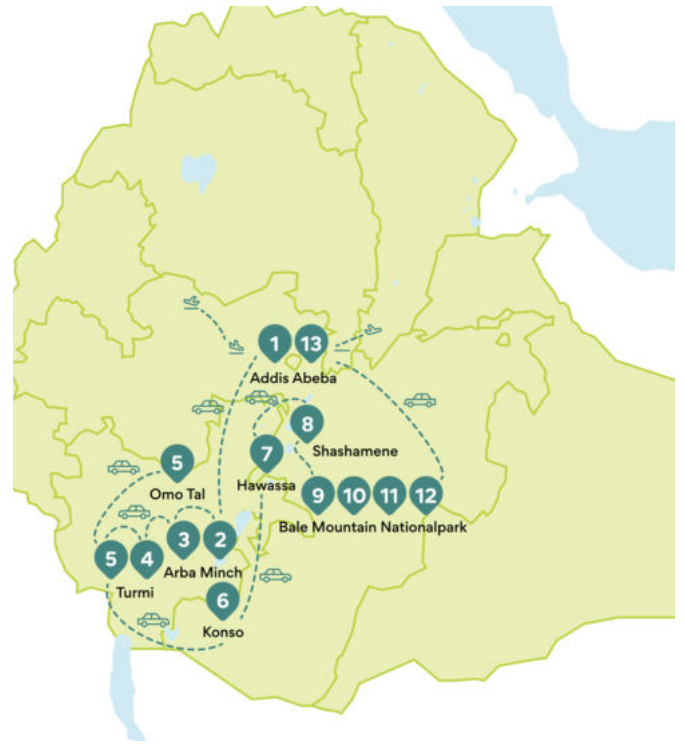 1 13
Addis Abeba
8
Shashamene
7
Hawassa
5
Omo Tal
9 10 11 12
Bale Mountain Nationalpark
5 4 3 2
Turmi Arba Minch
6
Konso